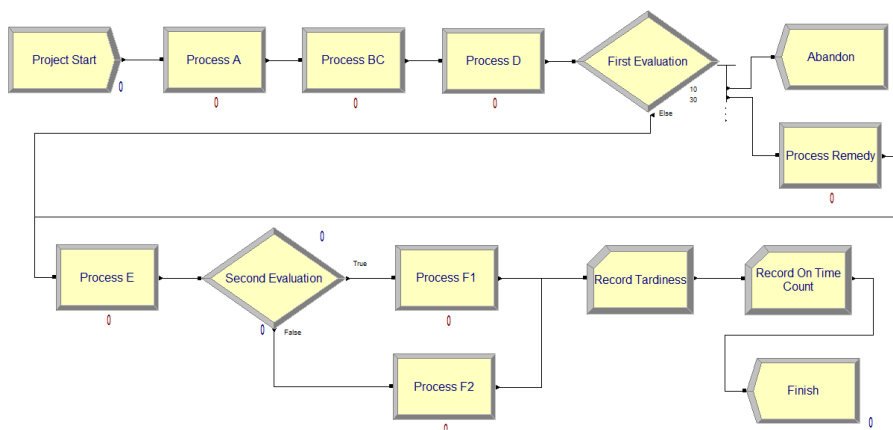 Project Start
0
Process A
0
Process BC
0
Process D
0
First Evaluation
10
30
Else
Abandon
Process Remedy
0
Process E
0
Second Evaluation
0
True
0
False
Process F1
0
Process F2
0
Record Tardiness
Record On Time
Count
Finish
0